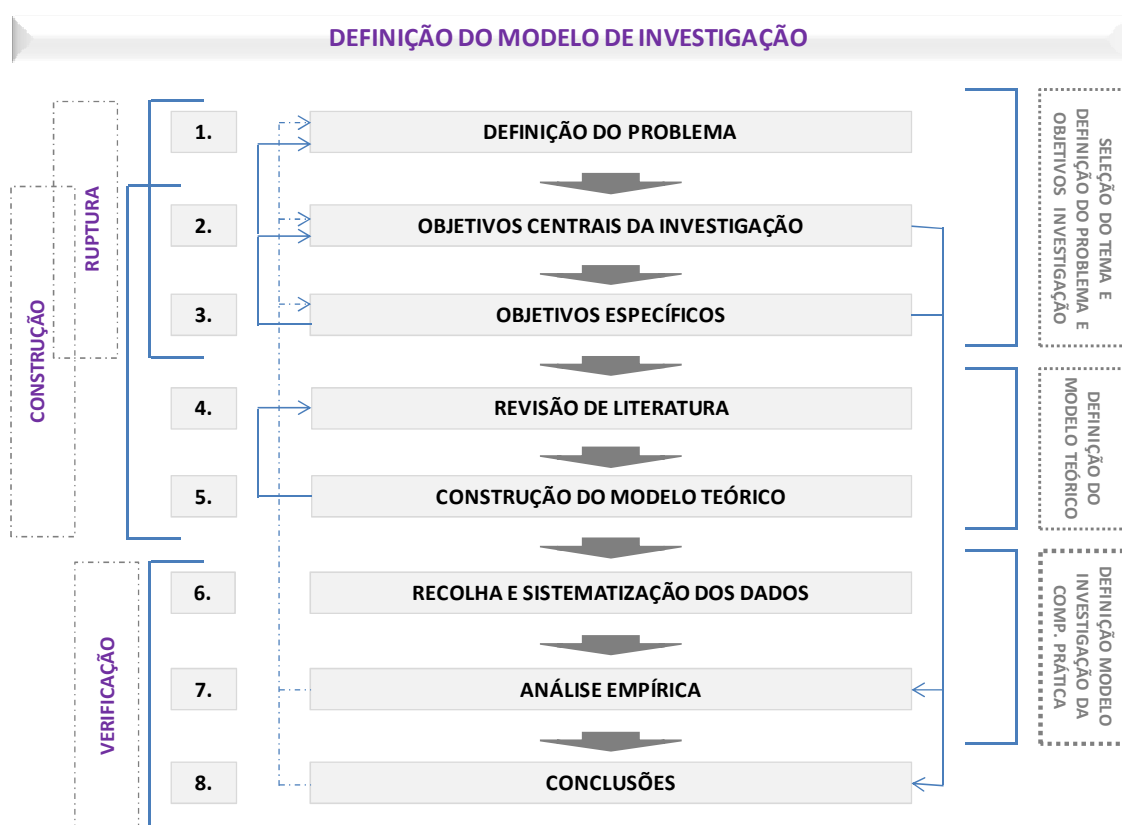 DEFINIÇÃO DO MODELO DE INVESTIGAÇÃO
RUPTURA
CONSTRUÇÃO
VERIFICAÇÃO
1.
DEFINIÇÃO DO PROBLEMA
2.
OBJETIVOS CENTRAIS DA INVESTIGAÇÃO
3.
OBJETIVOS ESPECÍFICOS
4.
REVISÃO DE LITERATURA
5.
CONSTRUÇÃO DO MODELO TEÓRICO
6.
RECOLHA E SISTEMATIZAÇÃO DOS DADOS
7.
ANÁLISE EMPÍRICA
8.
CONCLUSÕES
SELEÇÃO DO TEMA E
DEFINIÇÃO DO PROBLEMA E
OBJETIVOS INVESTIGAÇÃO
DEFINIÇÃO DO
MODELO TEÓRICO
DEFINIÇÃO MODELO
INVESTIGAÇÃO DA
COMP. PRÁTICA